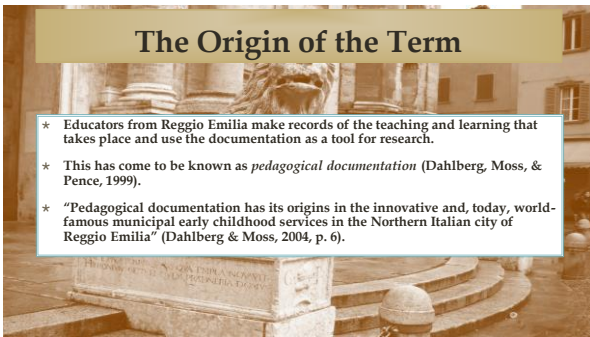 The Origin of the Term
* Educators from Reggio Emilia make records of the teaching and learning that
takes place and use the documentation as a tool for research.
* This has come to be known as pedagogical documentation (Dahlberg, Moss, &
Pence, 1999).
* “Pedagogical documentation has its origins in the innovative and, today, world-
famous municipal early childhood services in the Northern Italian city of
Reggio Emilia” (Dahlberg & Moss, 2004, p. 6).